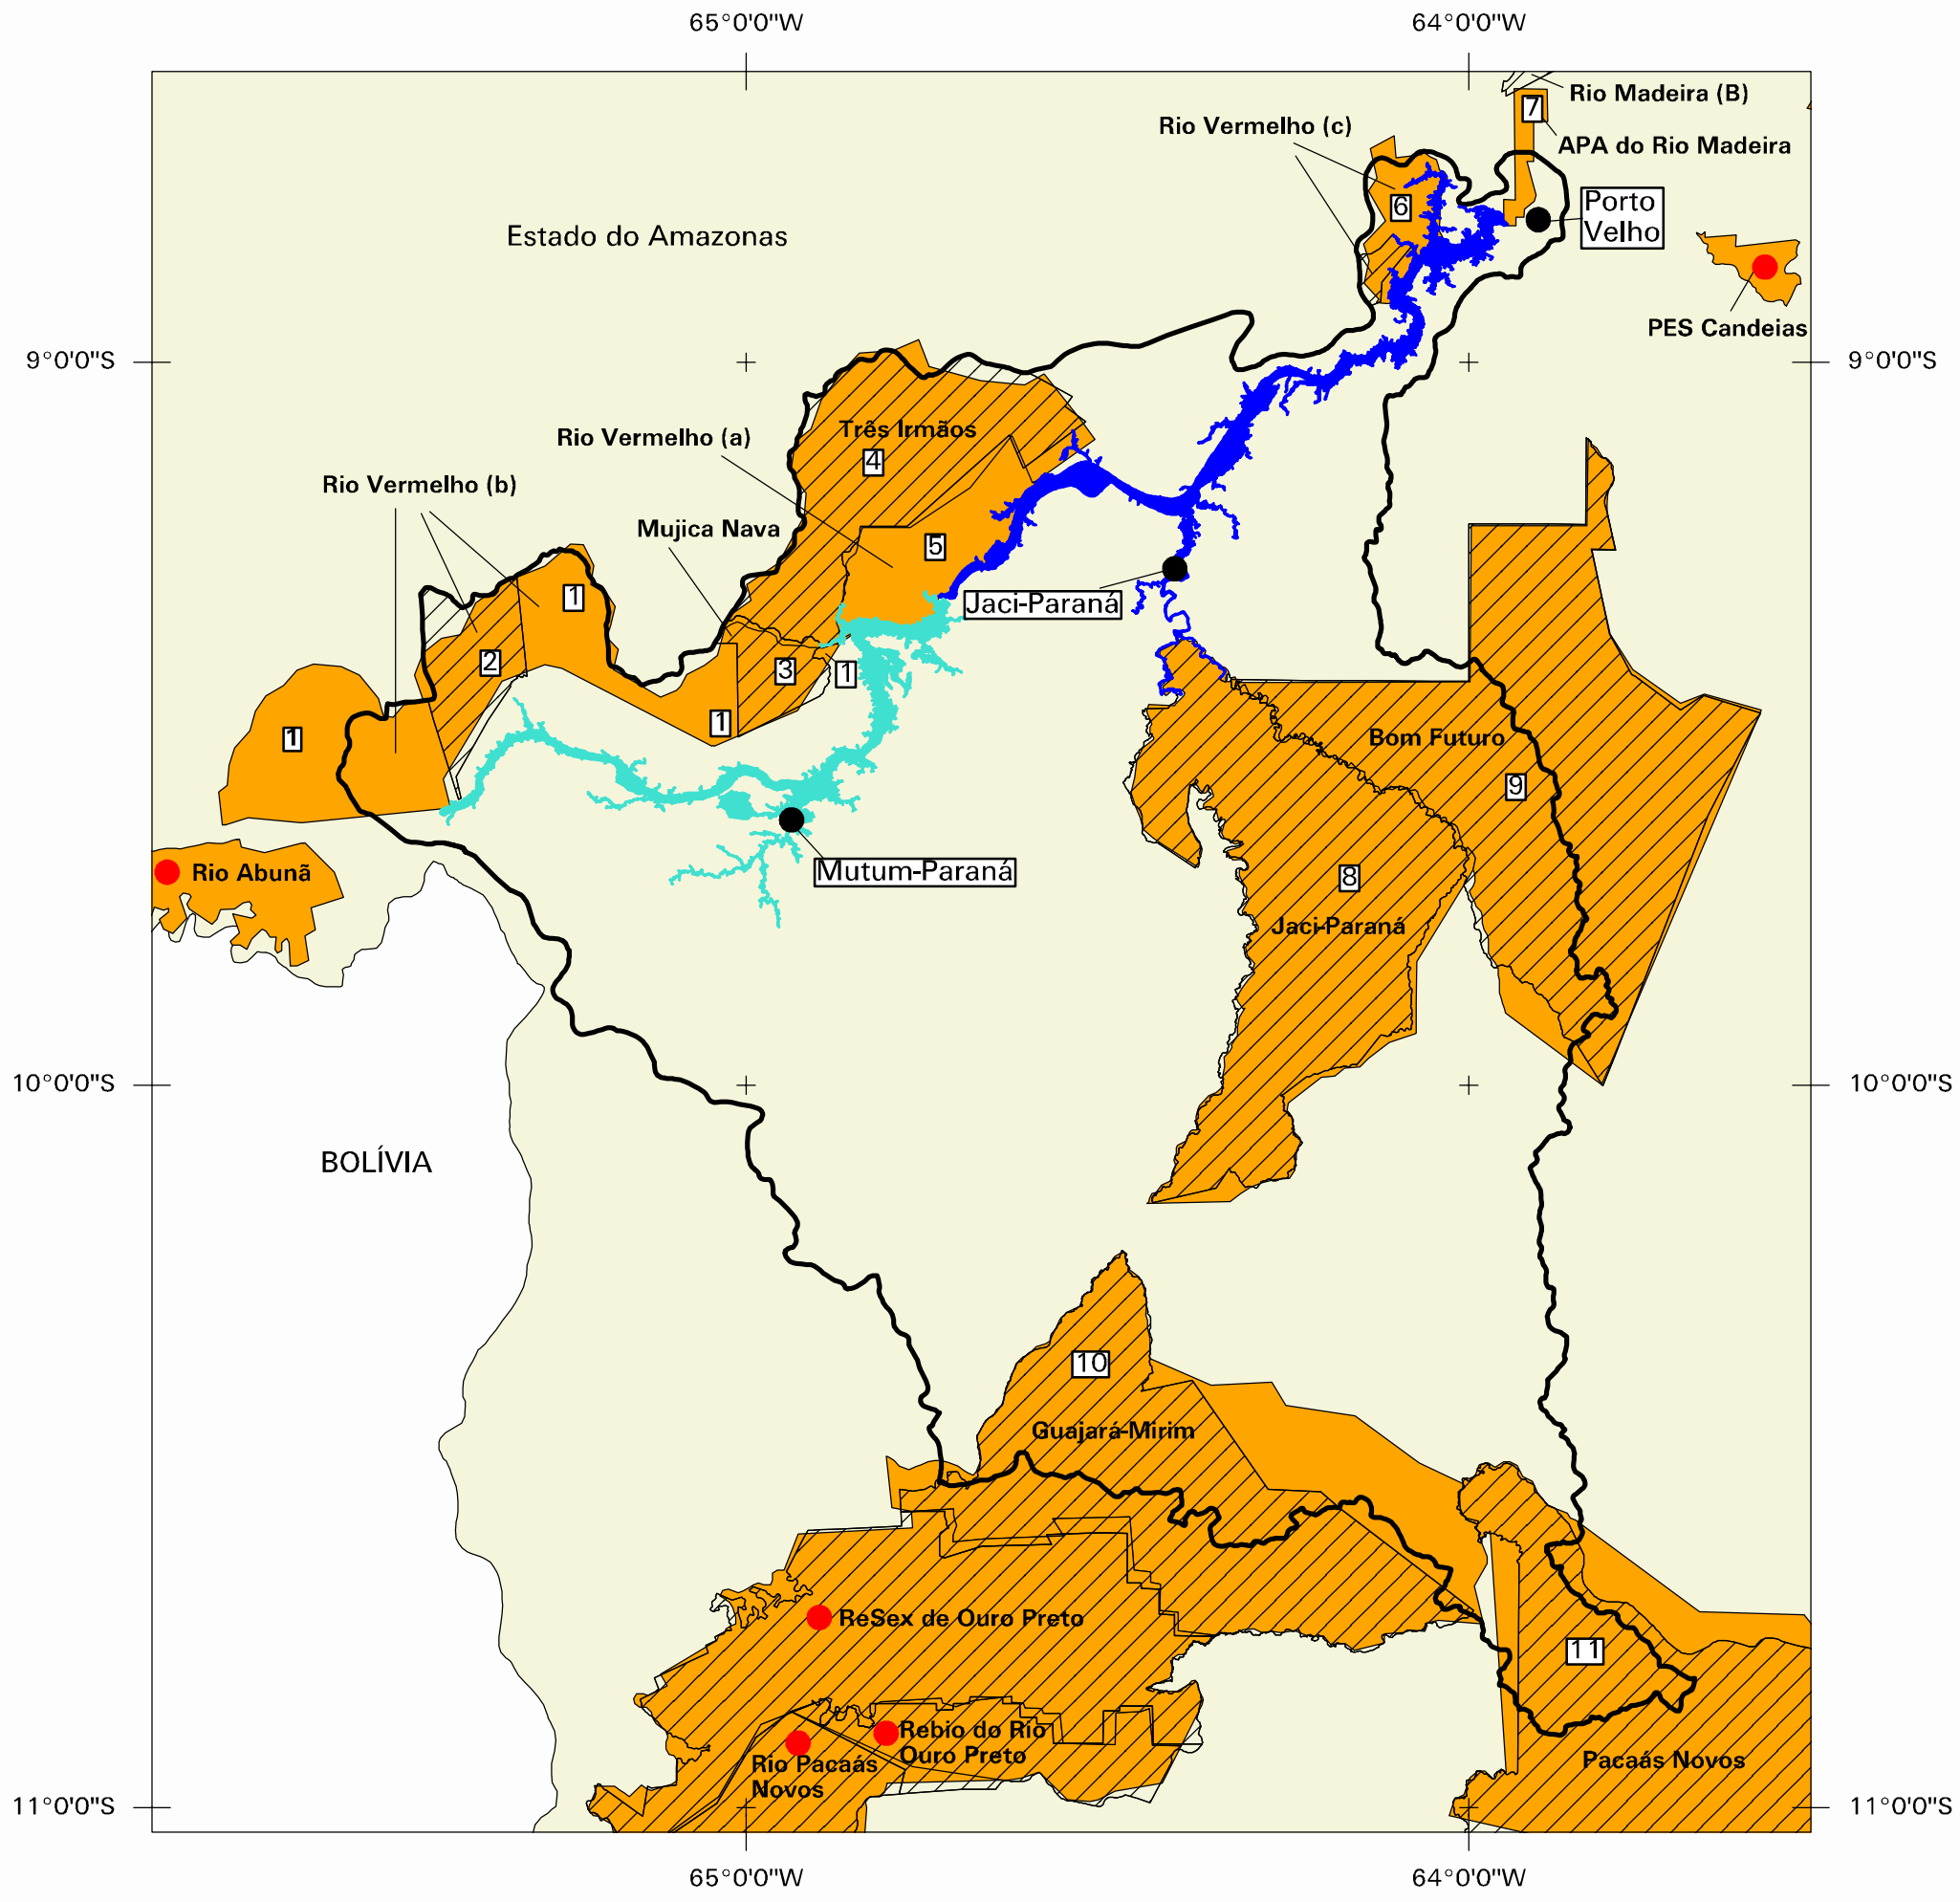 65°0'0"W
64°0'0"W
Rio Madeira (B)
7
Rio Vermelho (c)
APA do Rio Madeira
6
Porto
Velho
Estado do Amazonas
PES Candeias
9°0'0"S
9°0'0"S
Três Irmãos
Rio Vermelho (a)
4
Rio Vermelho (b)
Mujica Nava
5
1
Jaci-Paraná
2
3
1
1
1
Bom Futuro
9
Rio Abunã
Mutum-Paraná
8
Jaci-Paraná
10°0'0"S
10°0'0"S
BOLÍVIA
10
Guajará-Mirim
ReSex de Ouro Preto
11
Rebio do Rio
Ouro Preto
Rio Pacaás
Novos
Pacaás Novos
11°0'0"S
11°0'0"S
65°0'0"W
64°0'0"W